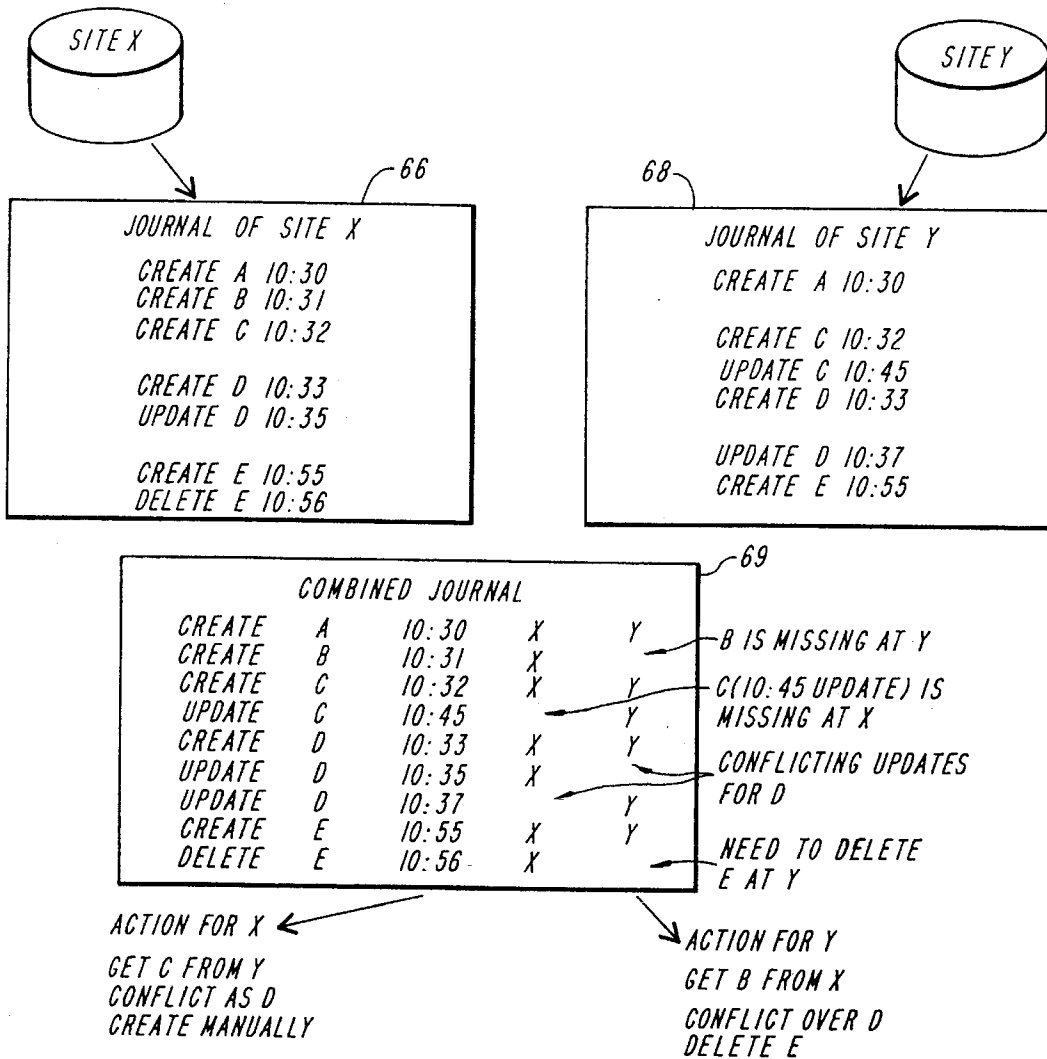 SITE X
SITE Y
66
68
JOURNAL OF SITE X
CREATE A 10:30
CREATE B 10:31
CREATE C 10:32
CREATE D 10:33
UPDATE D 10:35
CREATE E 10:55
DELETE E 10:56
JOURNAL OF SITE Y
CREATE A 10:30
CREATE C 10:32
UPDATE C 10:45
CREATE D 10:33
UPDATE D 10:37
CREATE E 10:55
69
COMBINED JOURNAL
CREATE A 10:30 X Y
CREATE B 10:31 X
CREATE C 10:32 X Y
UPDATE C 10:45 Y
CREATE D 10:33 X Y
UPDATE D 10:35 X
UPDATE D 10:37 Y
CREATE E 10:55 X Y
DELETE E 10:56 X
B IS MISSING AT Y
C(10:45 UPDATE) IS
MISSING AT X
CONFLICTING UPDATES
FOR D
NEED TO DELETE
E AT Y
ACTION FOR X
GET C FROM Y
CONFLICT AS D
CREATE MANUALLY
ACTION FOR Y
GET B FROM X
CONFLICT OVER D
DELETE E